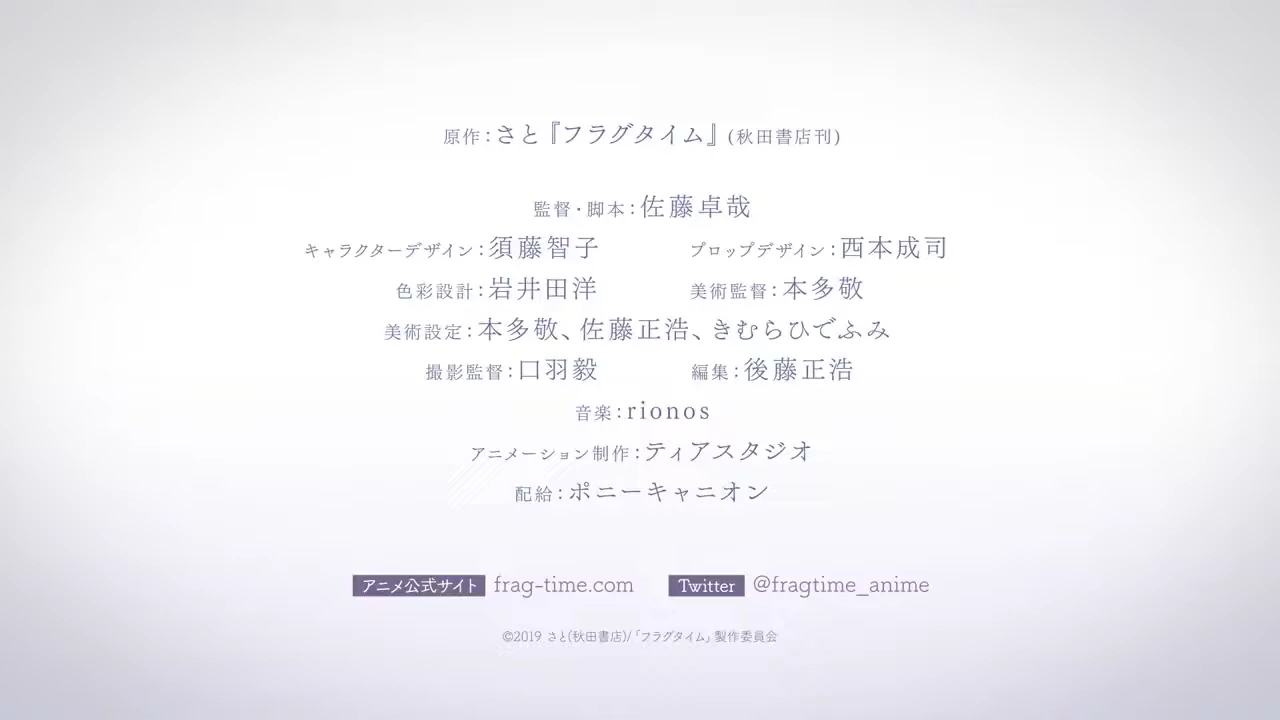 原作：さと『フラグタイム』(秋田書店刊)
監督・脚本：佐藤卓哉
キャラクターデザイン：須藤智子 プロップデザイン：西本成司
色彩設計：岩井田洋 美術監督：本多敬
美術設定：本多敬、佐藤正浩、きむらひでふみ
撮影監督：口羽毅 編集：後藤正浩
音楽：rionos
アニメーション制作：ティアスタジオ
配給：ポニーキャニオン
アニメ公式サイト frag-time.com Twitter @fragtime_anime
©2019 さと(秋田書店)/「フラグタイム」製作委員会